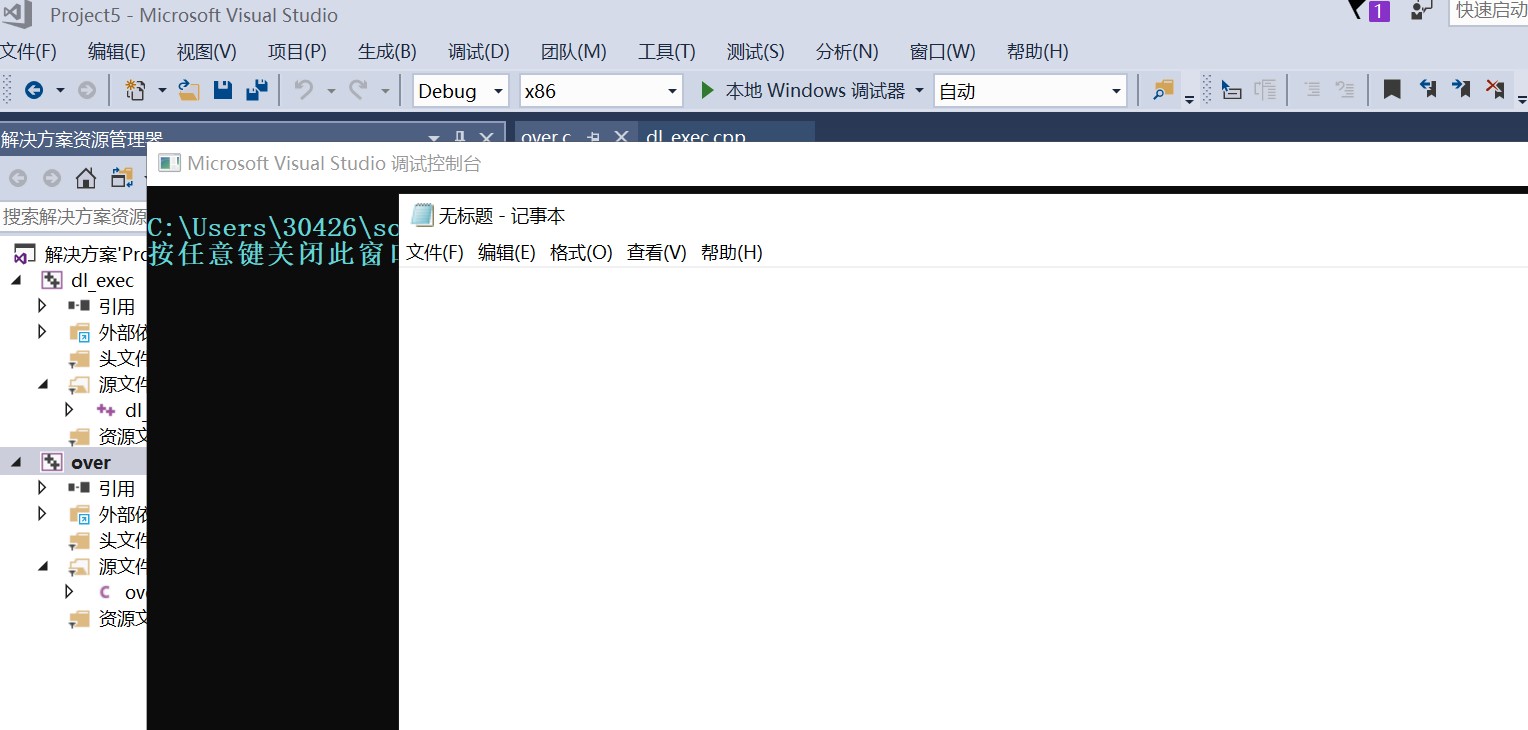 Project5 - Microsoft Visual Studio
1
快速启动
文件(F) 编辑(E) 视图(V) 项目(P) 生成(B) 调试(D) 团队(M) 工具(T) 测试(S) 分析(N) 窗口(W) 帮助(H)
Debug x86 本地 Windows 调试器 自动
解决方案资源管理器
over.c dl_exec.cpp
Microsoft Visual Studio 调试控制台
搜索解决方案资源
C:\Users\30426\so
按任意键关闭此窗口
无标题 - 记事本
文件(F) 编辑(E) 格式(O) 查看(V) 帮助(H)
解决方案'Pro
dl_exec
引用
外部依
头文件
源文件
dl_
资源文
over
引用
外部依
头文件
源文件
C ove
资源文